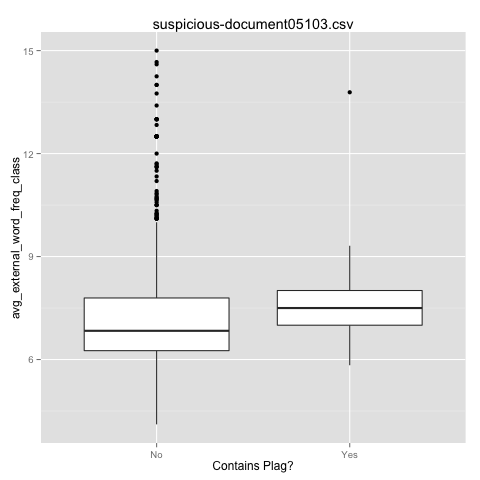 suspicious-document05103.csv
avg_external_word_freq_class
15
12
9
6
No
Yes
Contains Plag?